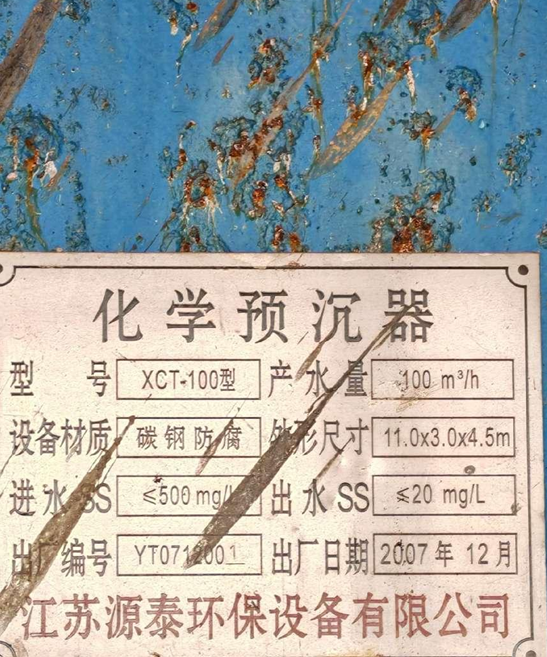 化学预沉器
型 号 XCT-100型 产水量 100 m³/h
设备材质 碳钢防腐 外形尺寸 11.0x3.0x4.5m
进水SS ≤500 mg/L 出水SS ≤20 mg/L
出厂编号 YT0712001 出厂日期 2007年 12月
江苏源泰环保设备有限公司